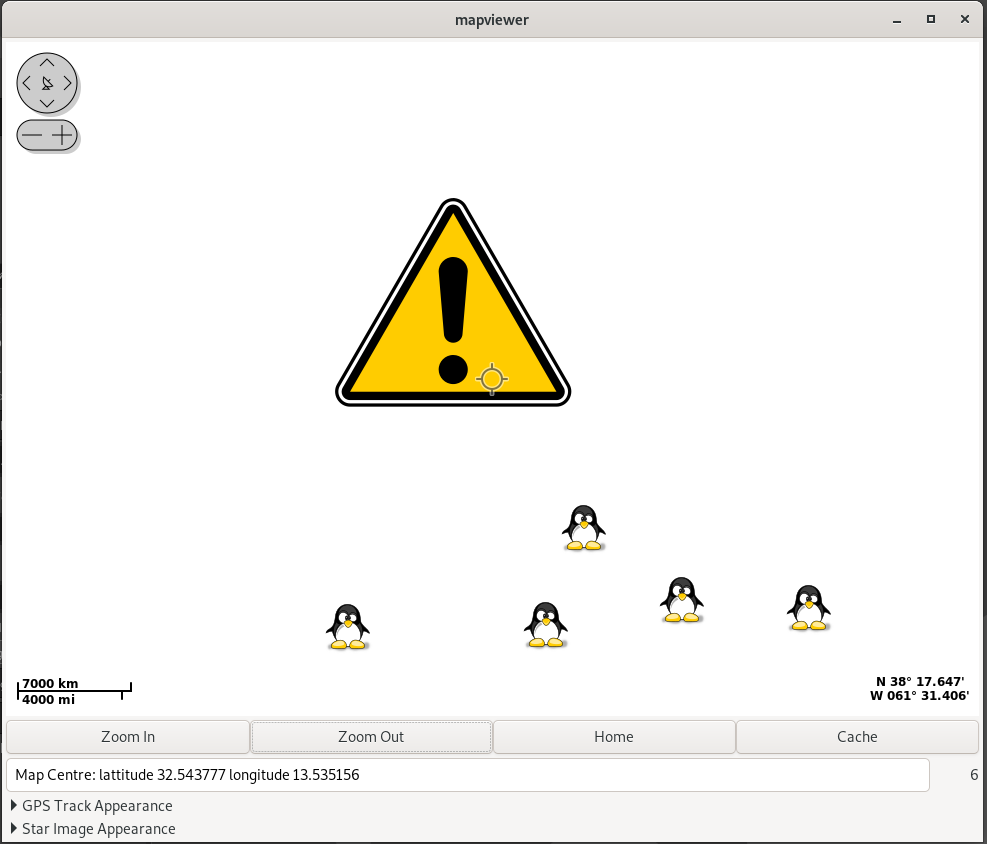 mapviewer
7000 km
4000 mi
N 38° 17.647'
W 061° 31.406'
Zoom In
Zoom Out
Home
Cache
Map Centre: lattitude 32.543777 longitude 13.535156
6
GPS Track Appearance
Star Image Appearance